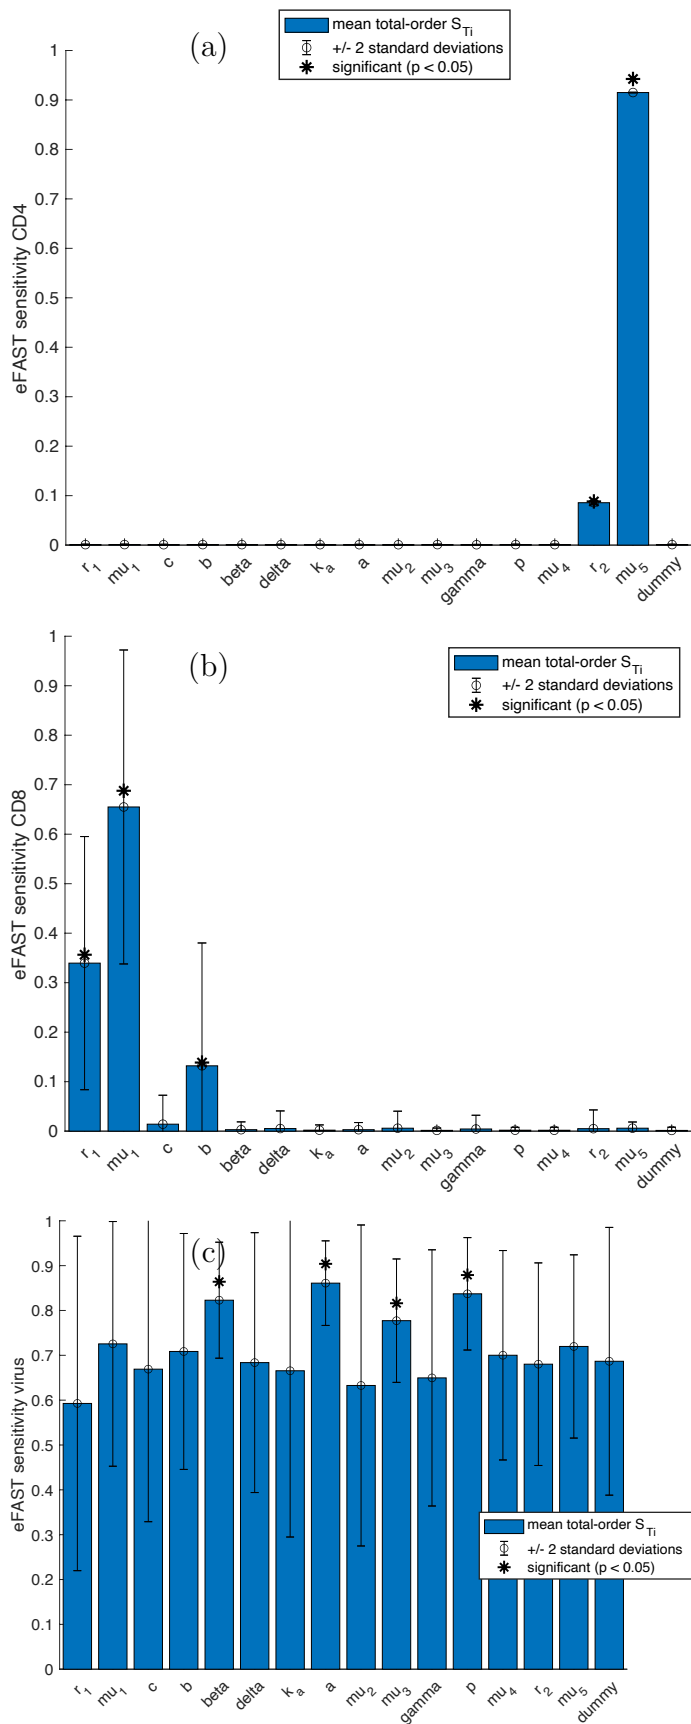 (a)
mean total-order S_Ti
+/- 2 standard deviations
significant (p < 0.05)
eFAST sensitivity CD4
1
0.9
0.8
0.7
0.6
0.5
0.4
0.3
0.2
0.1
0
r_1 mu_1 c b beta delta k_a a mu_2 mu_3 gamma p mu_4 r_2 mu_5 dummy
(b)
mean total-order S_Ti
+/- 2 standard deviations
significant (p < 0.05)
eFAST sensitivity CD8
1
0.9
0.8
0.7
0.6
0.5
0.4
0.3
0.2
0.1
0
r_1 mu_1 c b beta delta k_a a mu_2 mu_3 gamma p mu_4 r_2 mu_5 dummy
(c)
eFAST sensitivity virus
1
0.9
0.8
0.7
0.6
0.5
0.4
0.3
0.2
0.1
0
mean total-order S_Ti
+/- 2 standard deviations
significant (p < 0.05)
r_1 mu_1 c b beta delta k_a a mu_2 mu_3 gamma p mu_4 r_2 mu_5 dummy